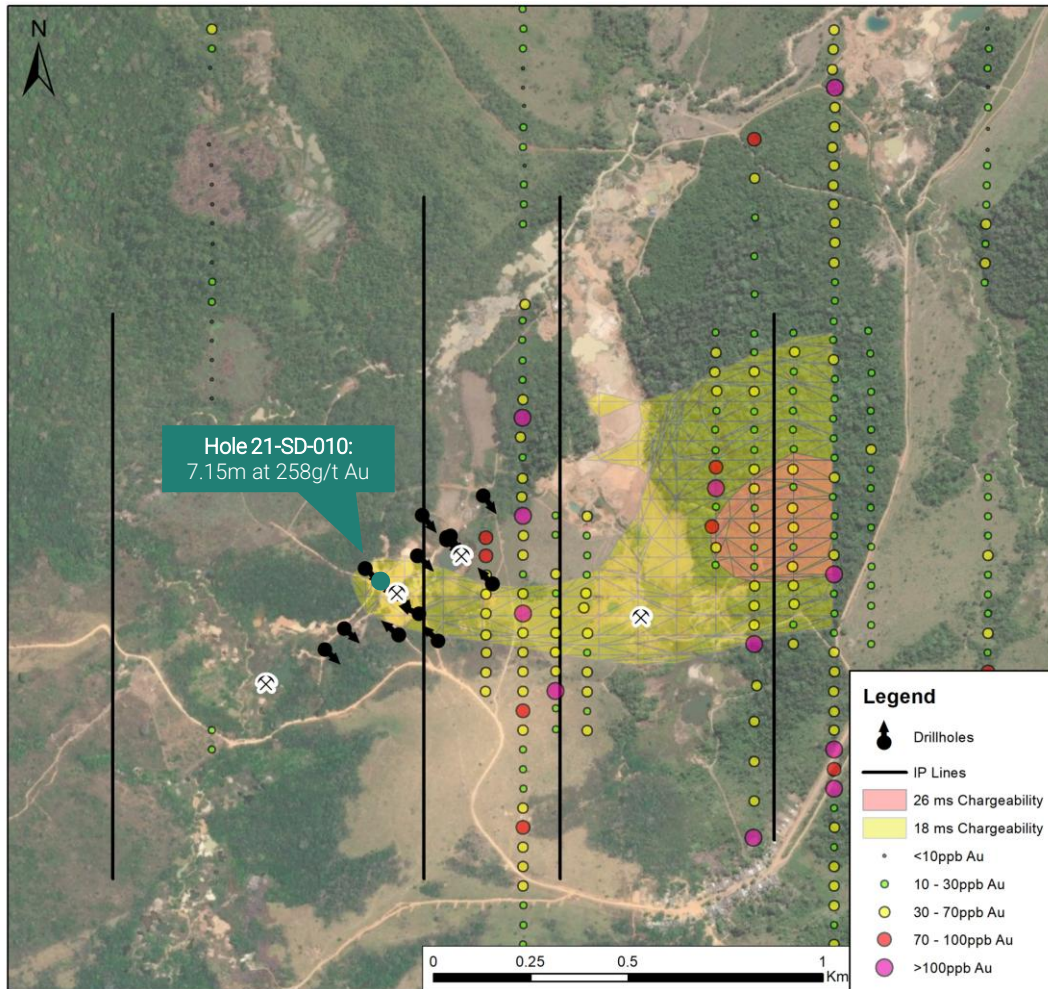 N
Hole 21-SD-010:
7.15m at 258g/t Au
Legend
Drillholes
IP Lines
26 ms Chargeability
18 ms Chargeability
<10ppb Au
10 - 30ppb Au
30 - 70ppb Au
70 - 100ppb Au
>100ppb Au
0 0.25 0.5 1
Km